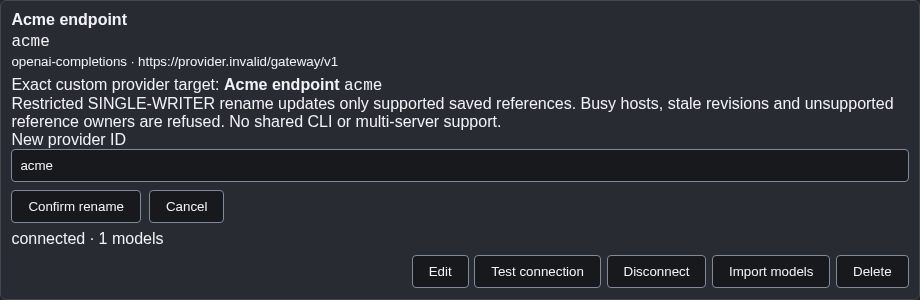 Acme endpoint
acme
openai-completions · https://provider.invalid/gateway/v1
Exact custom provider target: Acme endpoint acme
Restricted SINGLE-WRITER rename updates only supported saved references. Busy hosts, stale revisions and unsupported
reference owners are refused. No shared CLI or multi-server support.
New provider ID
acme
Confirm rename Cancel
connected · 1 models
Edit Test connection Disconnect Import models Delete